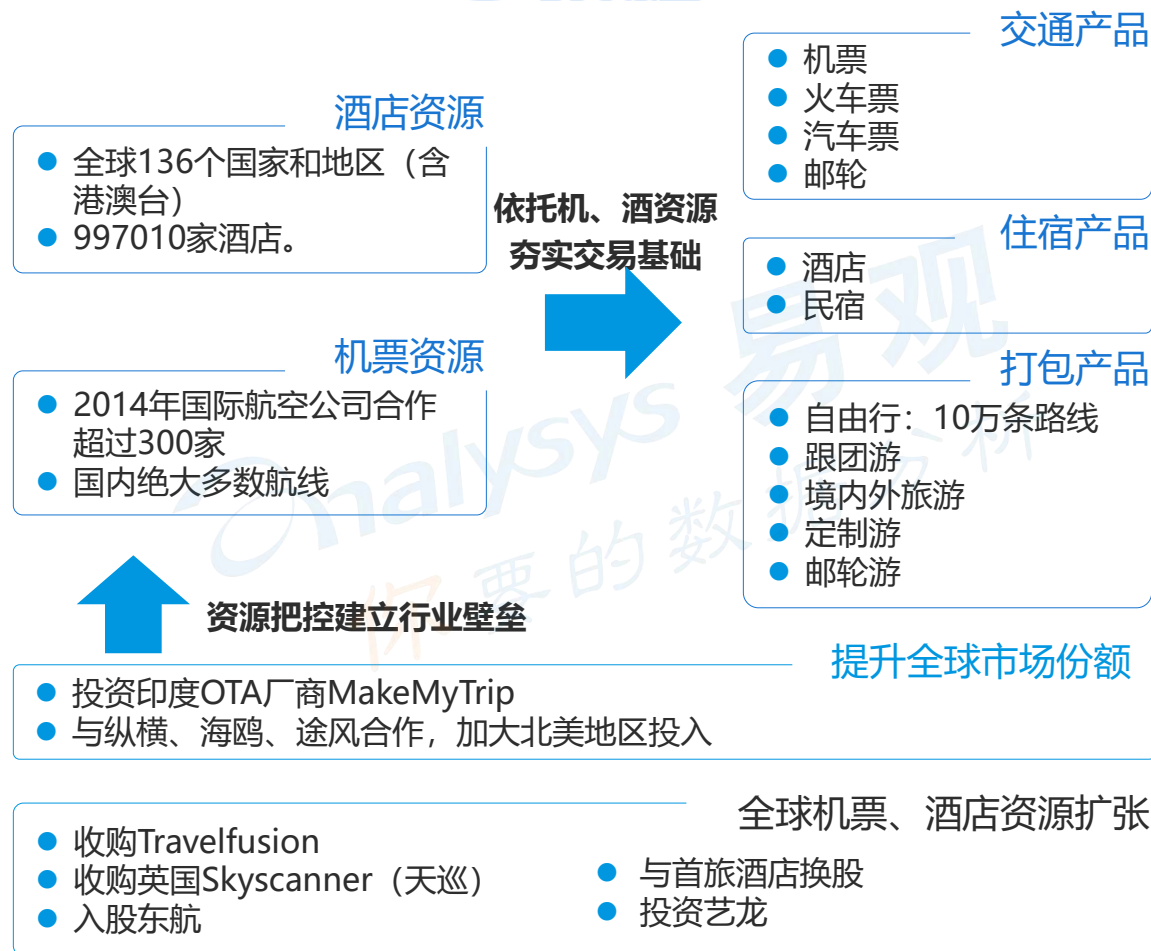 酒店资源
● 全球136个国家和地区（含
港澳台）
● 997010家酒店。
机票资源
● 2014年国际航空公司合作
超过300家
● 国内绝大多数航线
依托机、酒资源
夯实交易基础
交通产品
● 机票
● 火车票
● 汽车票
● 邮轮
住宿产品
● 酒店
● 民宿
打包产品
● 自由行：10万条路线
● 跟团游
● 境内外旅游
● 定制游
● 邮轮游
资源把控建立行业壁垒
提升全球市场份额
● 投资印度OTA厂商MakeMyTrip
● 与纵横、海鸥、途风合作，加大北美地区投入
全球机票、酒店资源扩张
● 收购Travelfusion
● 收购英国Skyscanner（天巡）
● 入股东航
● 与首旅酒店换股
● 投资艺龙
analysys 易观
你要的数据分析